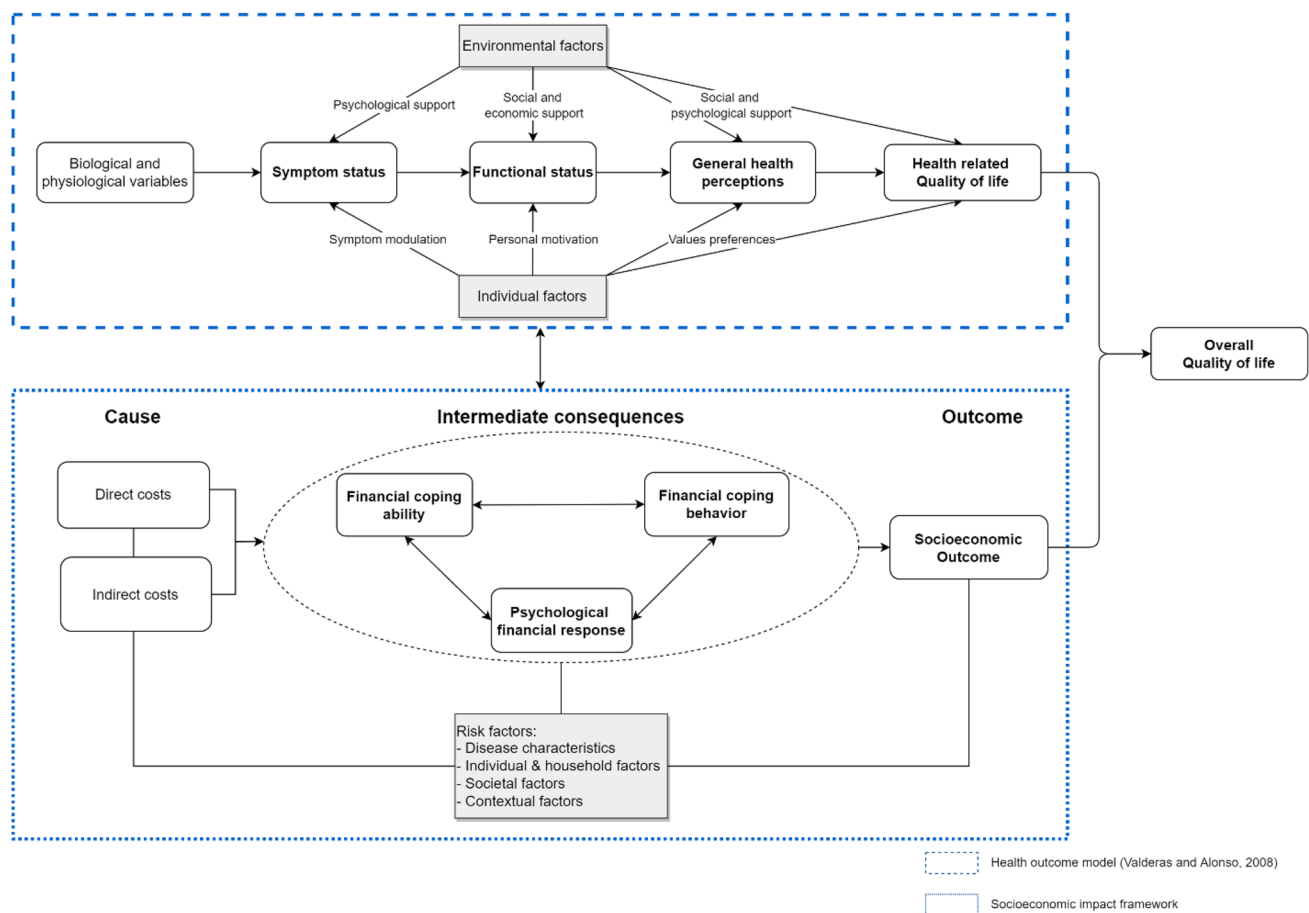 Environmental factors
Psychological support
Social and
economic support
Social and
psychological support
Biological and
physiological variables
Symptom status
Functional status
General health
perceptions
Health related
Quality of life
Symptom modulation
Personal motivation
Values preferences
Individual factors
Overall
Quality of life
Cause
Intermediate consequences
Outcome
Direct costs
Indirect costs
Financial coping
ability
Financial coping
behavior
Psychological
financial response
Socioeconomic
Outcome
Risk factors:
- Disease characteristics
- Individual & household factors
- Societal factors
- Contextual factors
Health outcome model (Valderas and Alonso, 2008)
Socioeconomic impact framework